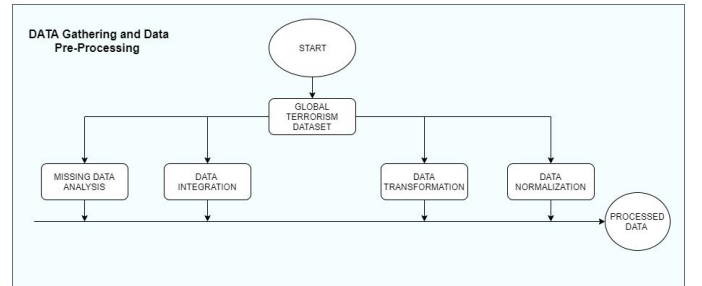 DATA Gathering and Data
Pre-Processing
START
GLOBAL
TERRORISM
DATASET
MISSING DATA
ANALYSIS
DATA
INTEGRATION
DATA
TRANSFORMATION
DATA
NORMALIZATION
PROCESSED
DATA